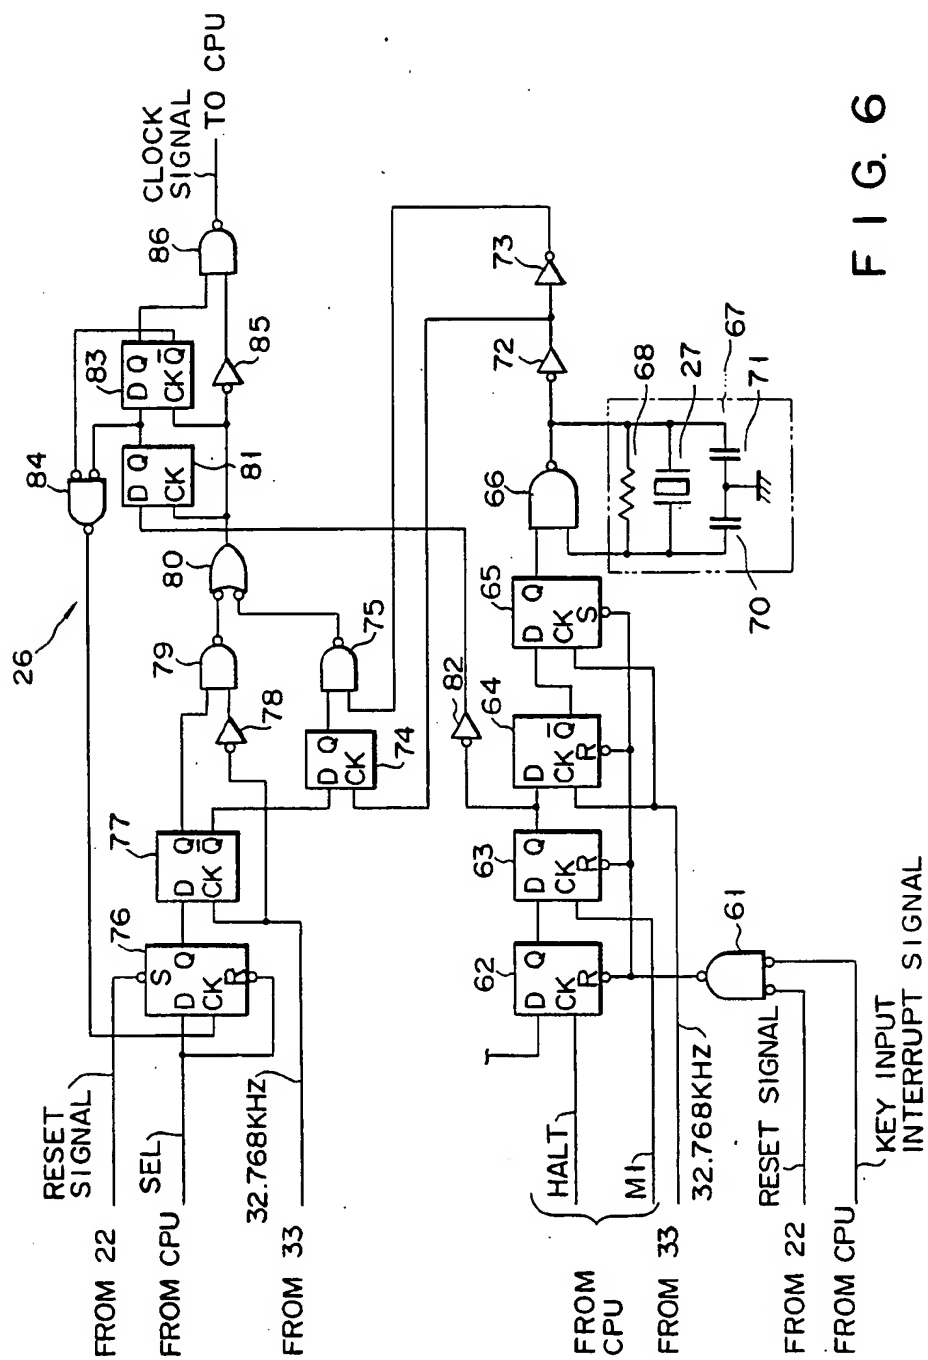 CLOCK
SIGNAL
TO CPU
86
84
83
D Q
CK Q̅
85
81
D Q
CK
26
80
79
78
75
73
72
77
D Q
CK Q̅
74
D Q
CK
82
76
S
D Q
CK
R
66
68
27
67
71
70
65
D Q
CK
S
64
D
CK Q̅
R
63
D Q
CK
R
62
D Q
CK
R
61
RESET
SIGNAL
SEL
32.768KHZ
FROM 22
FROM CPU
FROM 33
HALT
M1
32.768KHZ
FROM
CPU
FROM 33
RESET SIGNAL
FROM 22
KEY INPUT
INTERRUPT SIGNAL
FROM CPU
FIG. 6